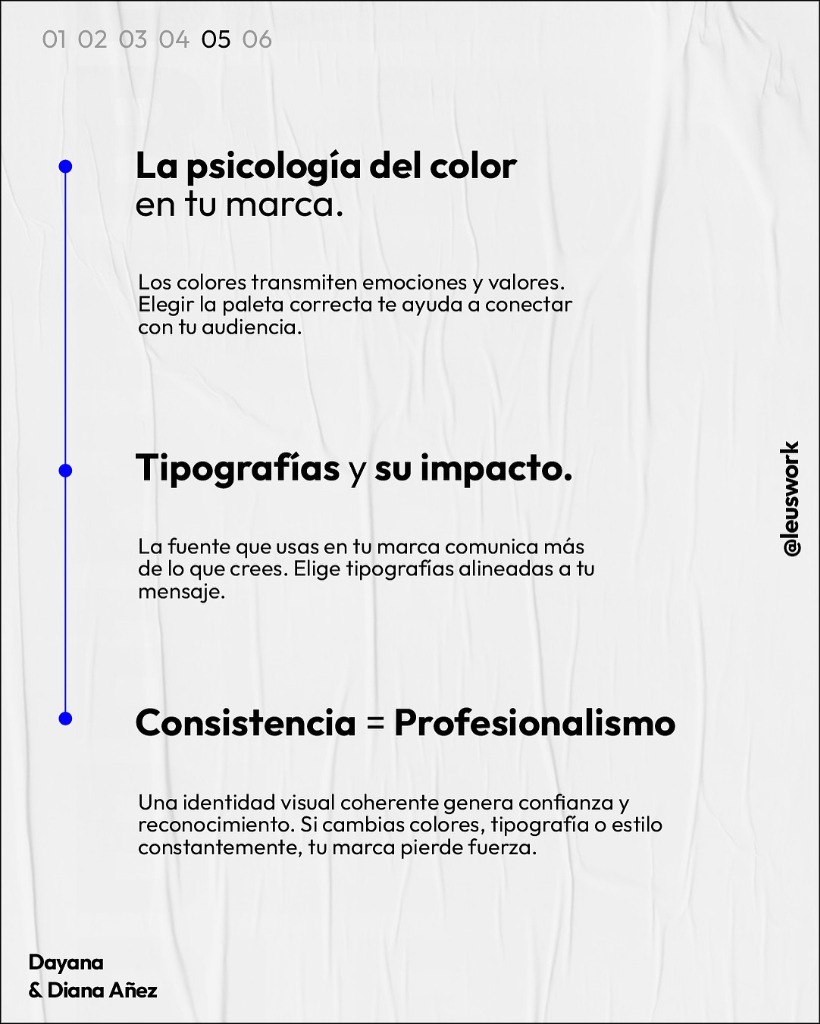 01 02 03 04 05 06
La psicología del color
en tu marca.
Los colores transmiten emociones y valores.
Elegir la paleta correcta te ayuda a conectar
con tu audiencia.
Tipografías y su impacto.
La fuente que usas en tu marca comunica más
de lo que crees. Elige tipografías alineadas a tu
mensaje.
Consistencia = Profesionalismo
Una identidad visual coherente genera confianza y
reconocimiento. Si cambias colores, tipografía o estilo
constantemente, tu marca pierde fuerza.
@leuswork
Dayana
& Diana Añez